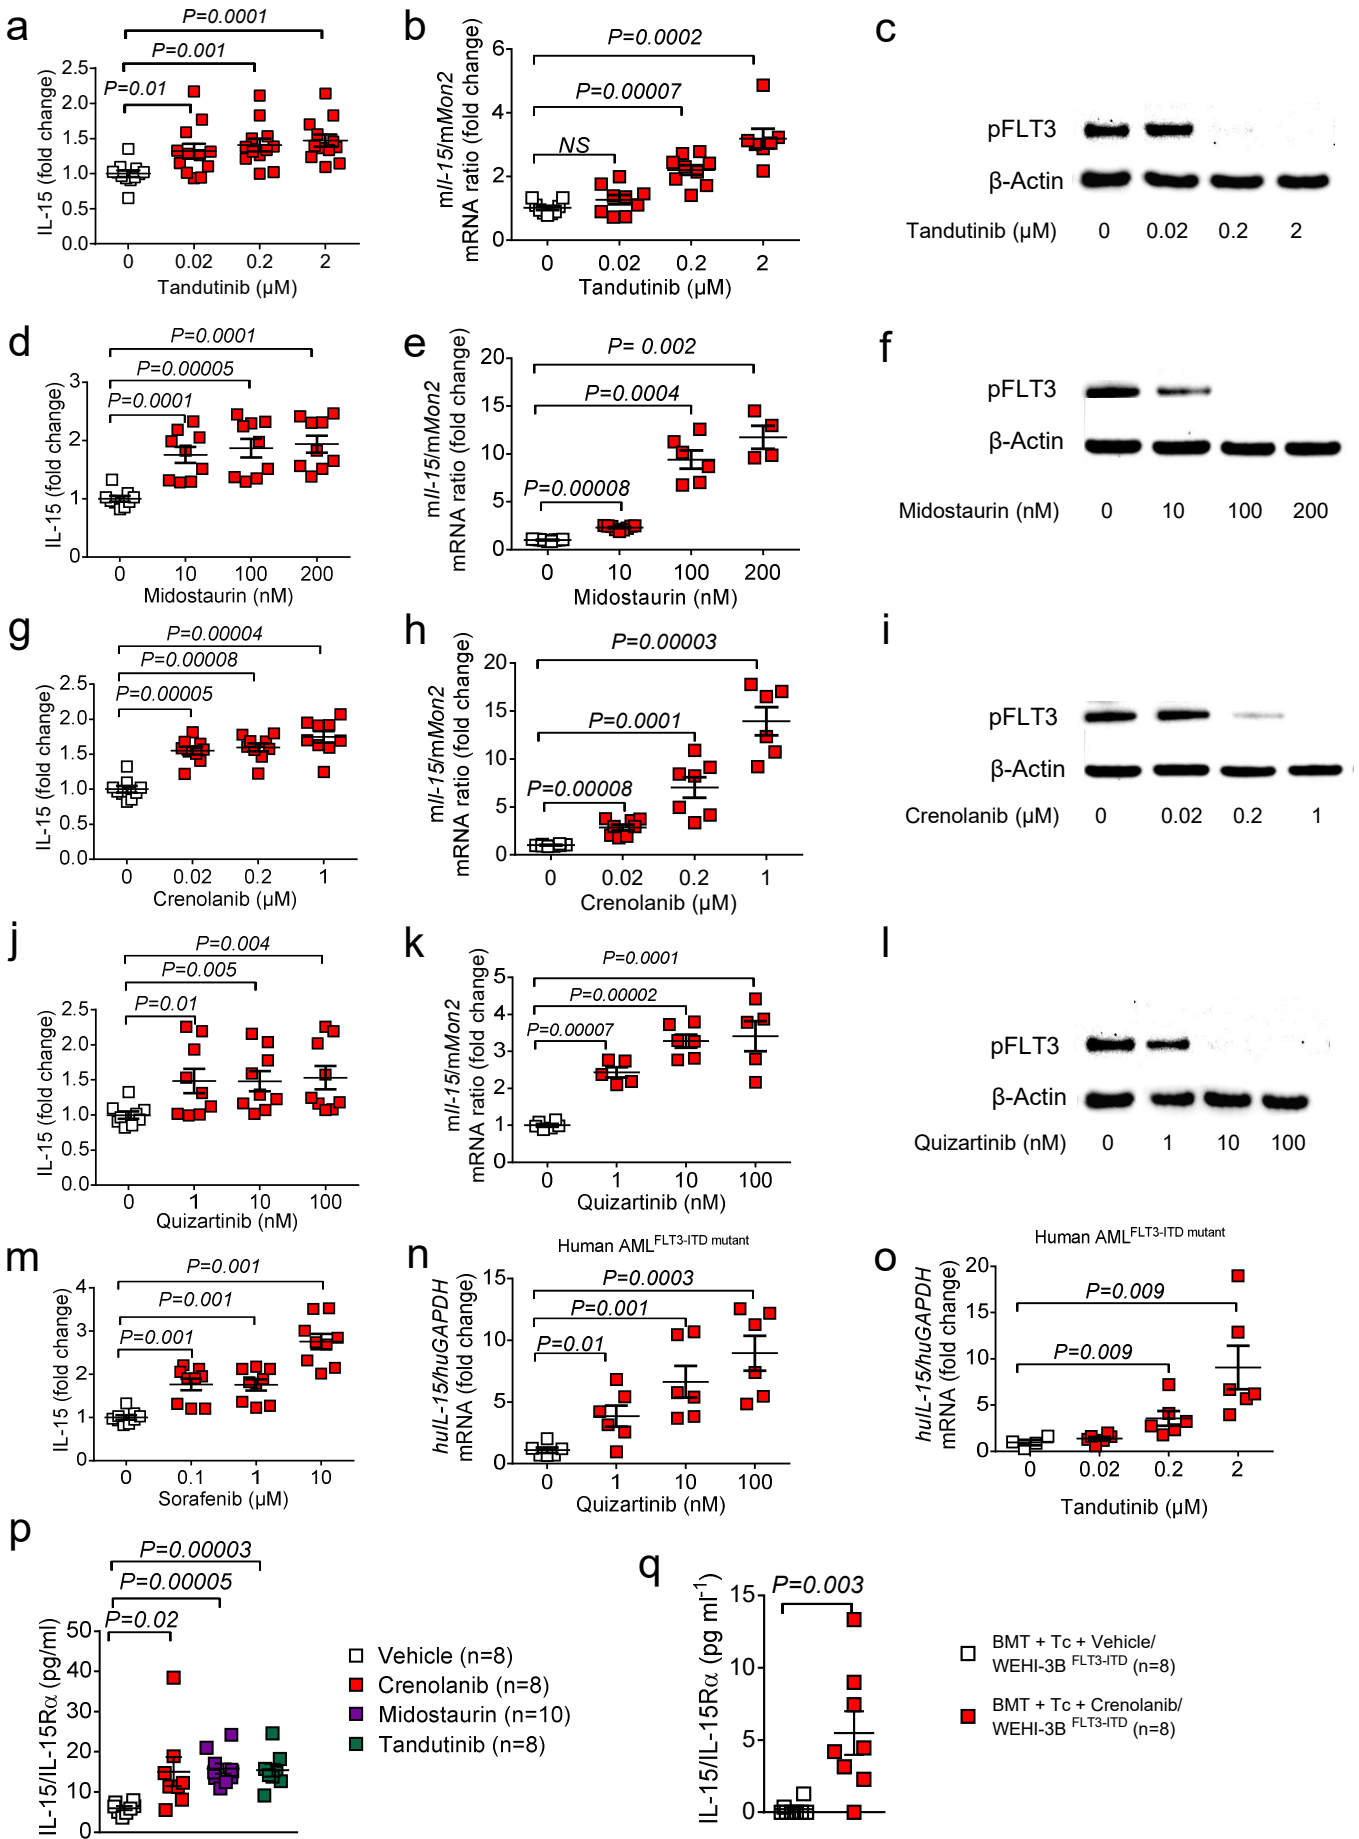 a
P=0.0001
P=0.001
P=0.01
IL-15 (fold change)
2.5
2.0
1.5
1.0
0.5
0.0
0 0.02 0.2 2
Tandutinib (µM)
b
P=0.0002
P=0.00007
NS
mIl-15/mMon2
mRNA ratio (fold change)
6
4
2
0
0 0.02 0.2 2
Tandutinib (µM)
c
pFLT3
β-Actin
Tandutinib (µM) 0 0.02 0.2 2
d
P=0.0001
P=0.00005
P=0.0001
IL-15 (fold change)
3
2
1
0
0 10 100 200
Midostaurin (nM)
e
P= 0.002
P=0.0004
P=0.00008
mIl-15/mMon2
mRNA ratio (fold change)
20
15
10
5
0
0 10 100 200
Midostaurin (nM)
f
pFLT3
β-Actin
Midostaurin (nM) 0 10 100 200
g
P=0.00004
P=0.00008
P=0.00005
IL-15 (fold change)
2.5
2.0
1.5
1.0
0.5
0.0
0 0.02 0.2 1
Crenolanib (µM)
h
P=0.00003
P=0.0001
P=0.00008
mIl-15/mMon2
mRNA ratio (fold change)
20
15
10
5
0
0 0.02 0.2 1
Crenolanib (µM)
i
pFLT3
β-Actin
Crenolanib (µM) 0 0.02 0.2 1
j
P=0.004
P=0.005
P=0.01
IL-15 (fold change)
2.5
2.0
1.5
1.0
0.5
0.0
0 1 10 100
Quizartinib (nM)
k
P=0.0001
P=0.00002
P=0.00007
mIl-15/mMon2
mRNA ratio (fold change)
5
4
3
2
1
0
0 1 10 100
Quizartinib (nM)
l
pFLT3
β-Actin
Quizartinib (nM) 0 1 10 100
m
P=0.001
P=0.001
P=0.001
IL-15 (fold change)
4
3
2
1
0
0 0.1 1 10
Sorafenib (µM)
n
Human AML FLT3-ITD mutant
P=0.0003
P=0.001
P=0.01
huIL-15/huGAPDH
mRNA (fold change)
15
10
5
0
0 1 10 100
Quizartinib (nM)
o
Human AML FLT3-ITD mutant
P=0.009
P=0.009
huIL-15/huGAPDH
mRNA (fold change)
20
15
10
5
0
0 0.02 0.2 2
Tandutinib (µM)
p
P=0.00003
P=0.00005
P=0.02
IL-15/IL-15Rα (pg/ml)
50
40
30
20
10
0
Vehicle (n=8)
Crenolanib (n=8)
Midostaurin (n=10)
Tandutinib (n=8)
q
P=0.003
IL-15/IL-15Rα (pg ml-1)
15
10
5
0
BMT + Tc + Vehicle/
WEHI-3B FLT3-ITD (n=8)
BMT + Tc + Crenolanib/
WEHI-3B FLT3-ITD (n=8)